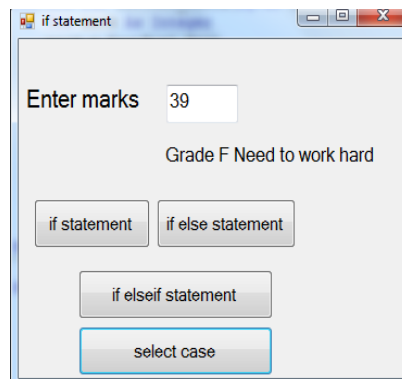 if statement
Enter marks 39
Grade F Need to work hard
if statement if else statement
if elseif statement
select case